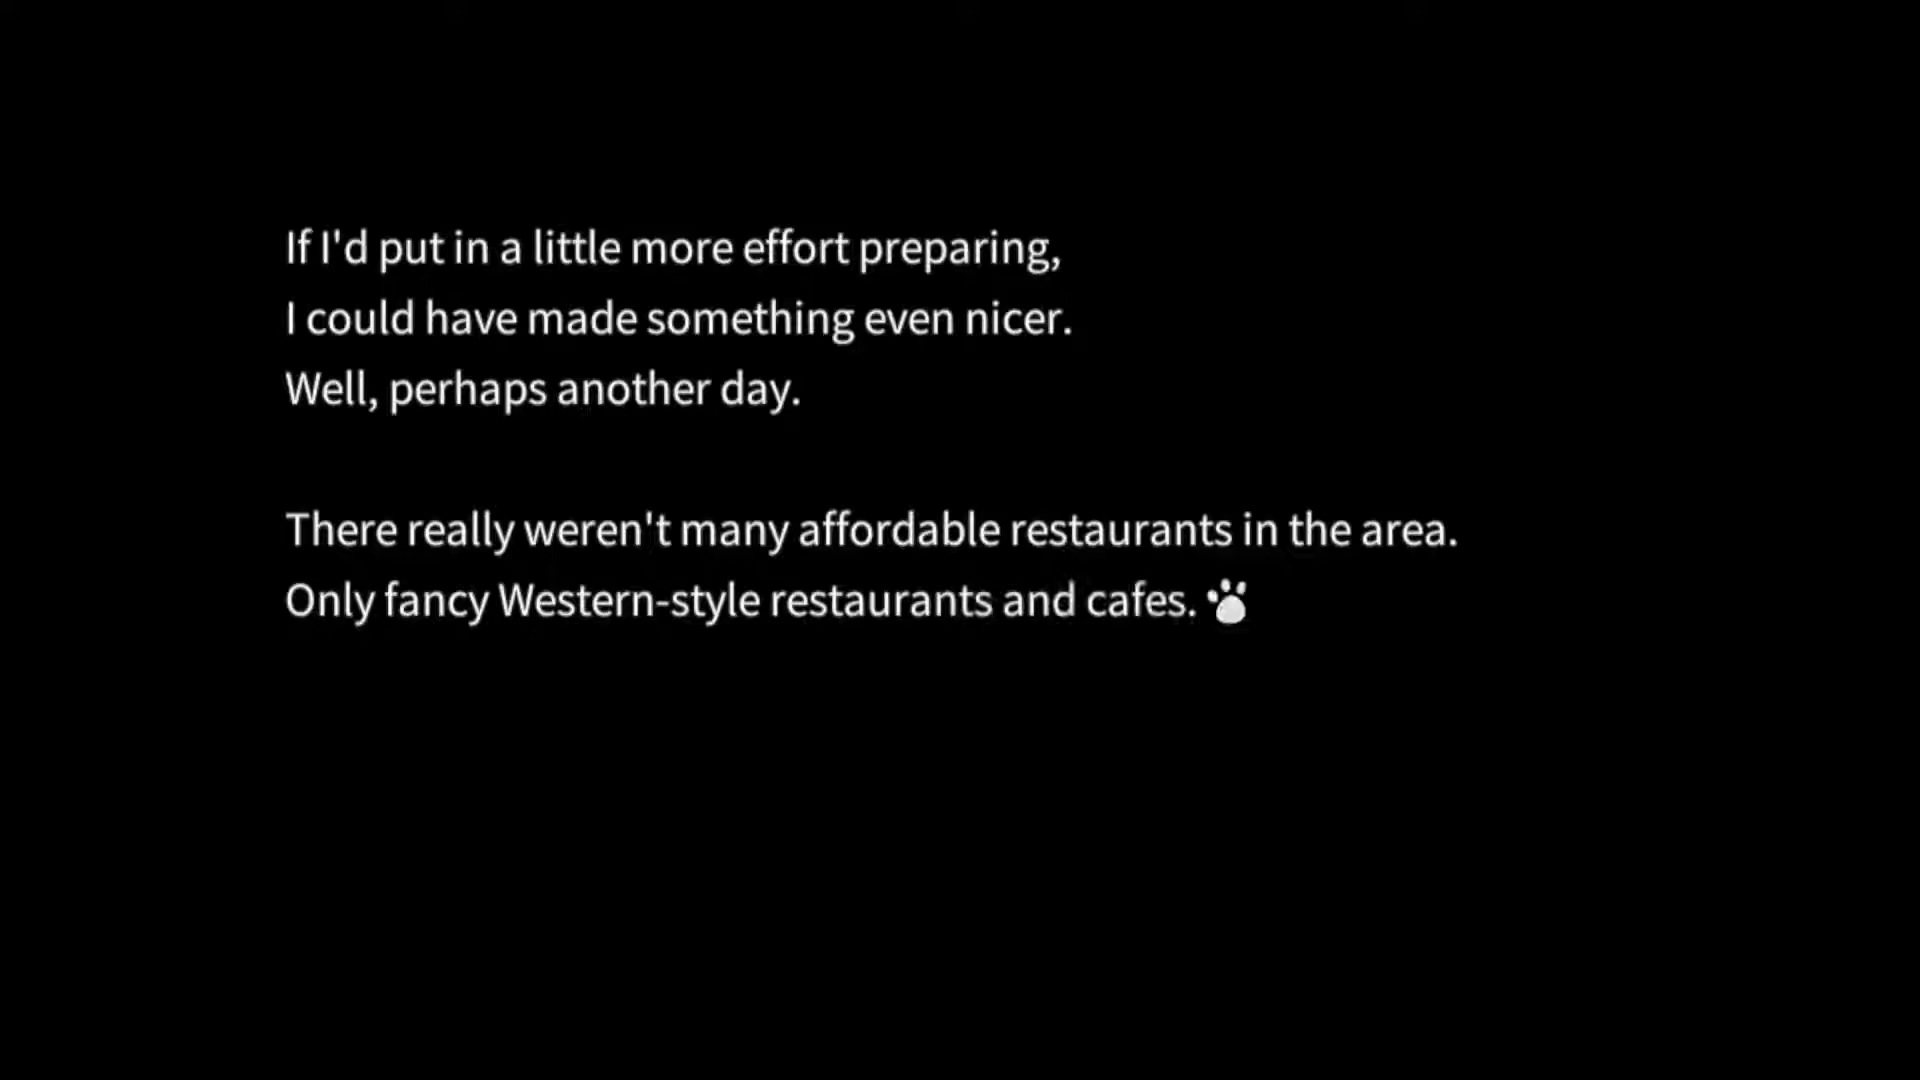 If I'd put in a little more effort preparing,
I could have made something even nicer.
Well, perhaps another day.
There really weren't many affordable restaurants in the area.
Only fancy Western-style restaurants and cafes.